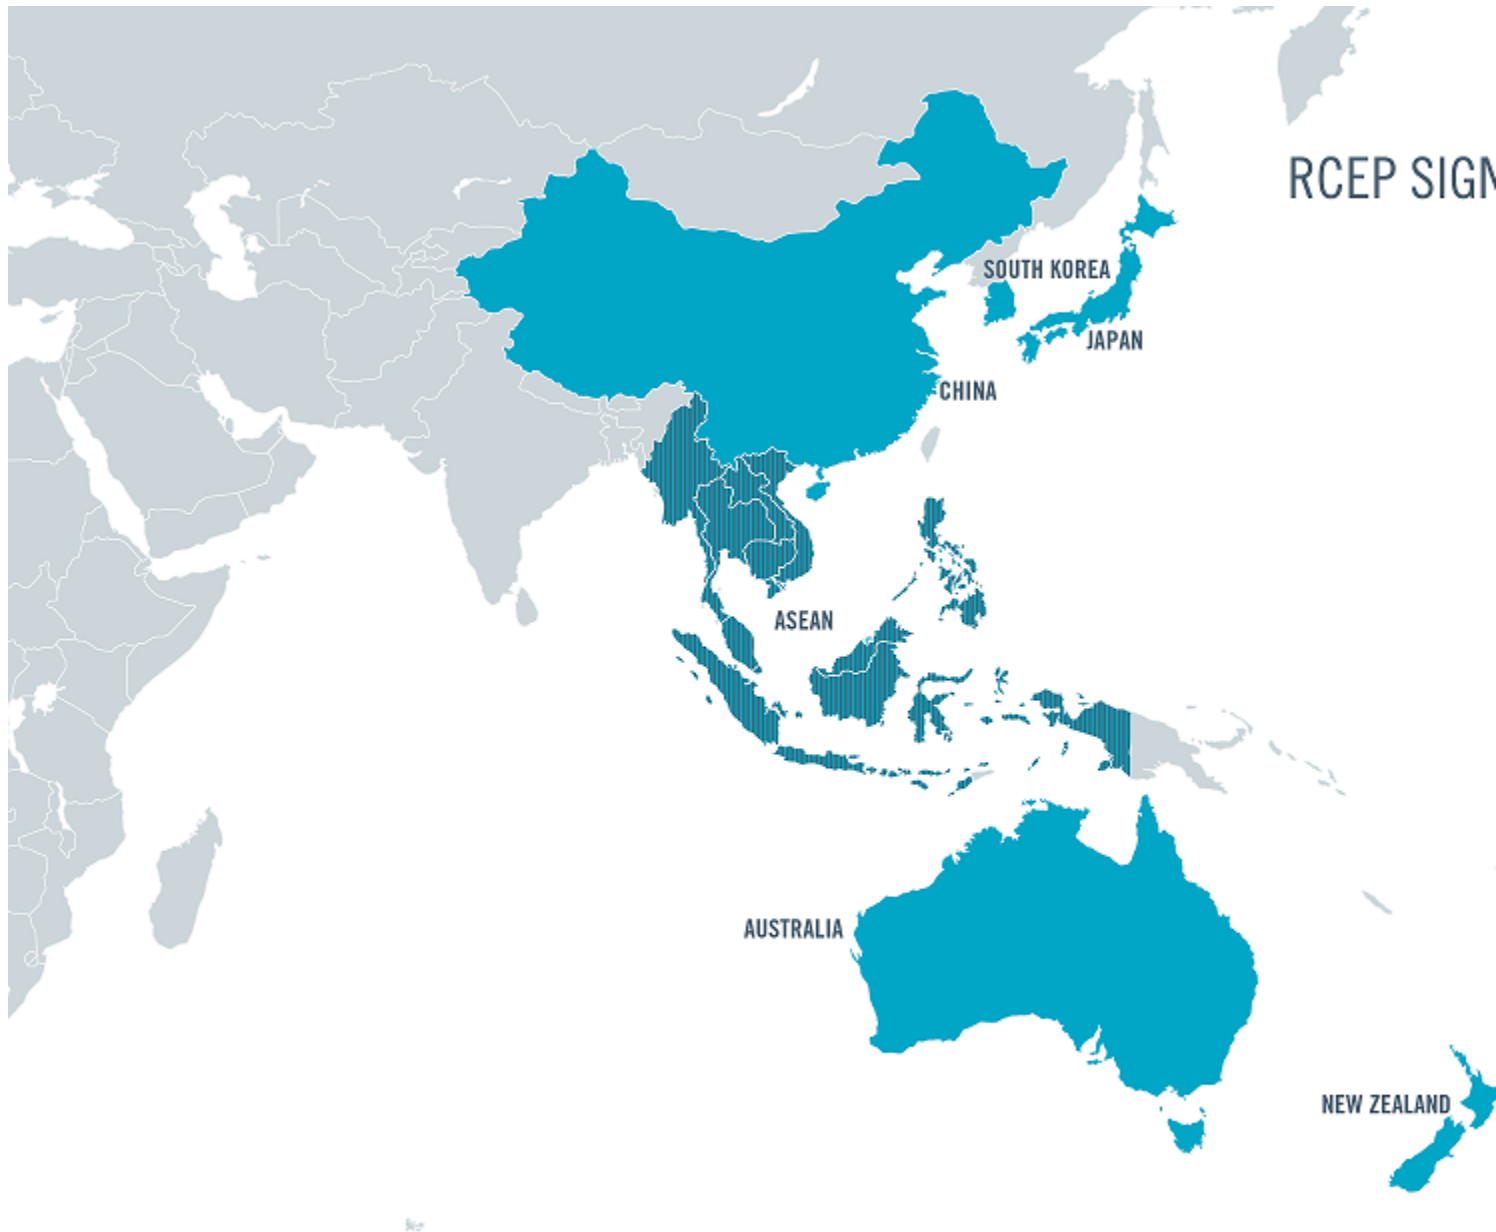 RCEP SIGN
SOUTH KOREA
JAPAN
CHINA
ASEAN
AUSTRALIA
NEW ZEALAND